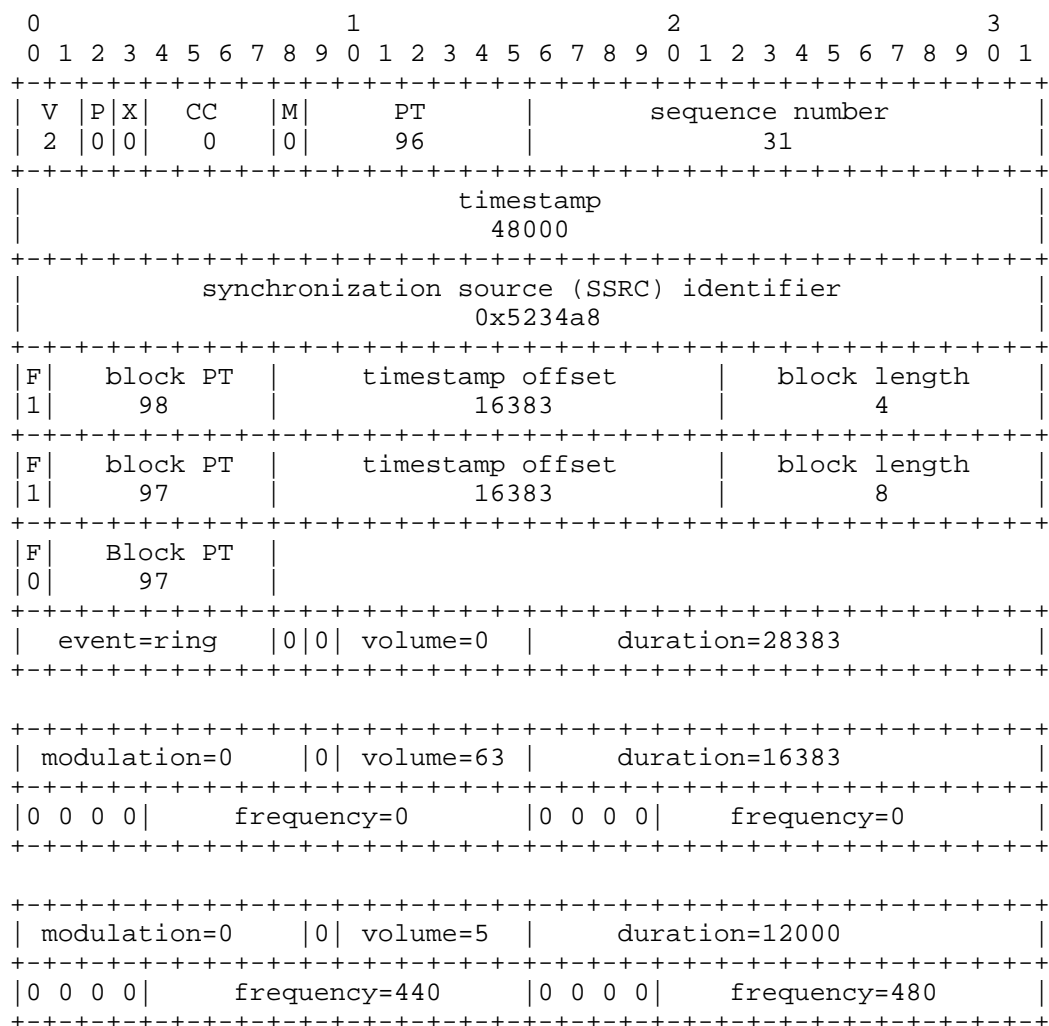 0                   1                   2                   3
 0 1 2 3 4 5 6 7 8 9 0 1 2 3 4 5 6 7 8 9 0 1 2 3 4 5 6 7 8 9 0 1
+-+-+-+-+-+-+-+-+-+-+-+-+-+-+-+-+-+-+-+-+-+-+-+-+-+-+-+-+-+-+-+-+
| V |P|X|  CC   |M|     PT      |       sequence number         |
| 2 |0|0|   0   |0|     96      |              31               |
+-+-+-+-+-+-+-+-+-+-+-+-+-+-+-+-+-+-+-+-+-+-+-+-+-+-+-+-+-+-+-+-+
|                           timestamp                           |
|                             48000                             |
+-+-+-+-+-+-+-+-+-+-+-+-+-+-+-+-+-+-+-+-+-+-+-+-+-+-+-+-+-+-+-+-+
|           synchronization source (SSRC) identifier            |
|                            0x5234a8                           |
+-+-+-+-+-+-+-+-+-+-+-+-+-+-+-+-+-+-+-+-+-+-+-+-+-+-+-+-+-+-+-+-+
|F|   block PT  |     timestamp offset      |   block length    |
|1|     98      |            16383          |         4         |
+-+-+-+-+-+-+-+-+-+-+-+-+-+-+-+-+-+-+-+-+-+-+-+-+-+-+-+-+-+-+-+-+
|F|   block PT  |     timestamp offset      |   block length    |
|1|     97      |            16383          |         8         |
+-+-+-+-+-+-+-+-+-+-+-+-+-+-+-+-+-+-+-+-+-+-+-+-+-+-+-+-+-+-+-+-+
|F|   Block PT  |
|0|     97      |
+-+-+-+-+-+-+-+-+-+-+-+-+-+-+-+-+-+-+-+-+-+-+-+-+-+-+-+-+-+-+-+-+
|  event=ring   |0|0| volume=0  |     duration=28383            |
+-+-+-+-+-+-+-+-+-+-+-+-+-+-+-+-+-+-+-+-+-+-+-+-+-+-+-+-+-+-+-+-+
+-+-+-+-+-+-+-+-+-+-+-+-+-+-+-+-+-+-+-+-+-+-+-+-+-+-+-+-+-+-+-+-+
| modulation=0    |0| volume=63 |     duration=16383            |
+-+-+-+-+-+-+-+-+-+-+-+-+-+-+-+-+-+-+-+-+-+-+-+-+-+-+-+-+-+-+-+-+
|0 0 0 0|     frequency=0       |0 0 0 0|    frequency=0        |
+-+-+-+-+-+-+-+-+-+-+-+-+-+-+-+-+-+-+-+-+-+-+-+-+-+-+-+-+-+-+-+-+
+-+-+-+-+-+-+-+-+-+-+-+-+-+-+-+-+-+-+-+-+-+-+-+-+-+-+-+-+-+-+-+-+
| modulation=0    |0| volume=5  |     duration=12000            |
+-+-+-+-+-+-+-+-+-+-+-+-+-+-+-+-+-+-+-+-+-+-+-+-+-+-+-+-+-+-+-+-+
|0 0 0 0|     frequency=440     |0 0 0 0|    frequency=480      |
+-+-+-+-+-+-+-+-+-+-+-+-+-+-+-+-+-+-+-+-+-+-+-+-+-+-+-+-+-+-+-+-+